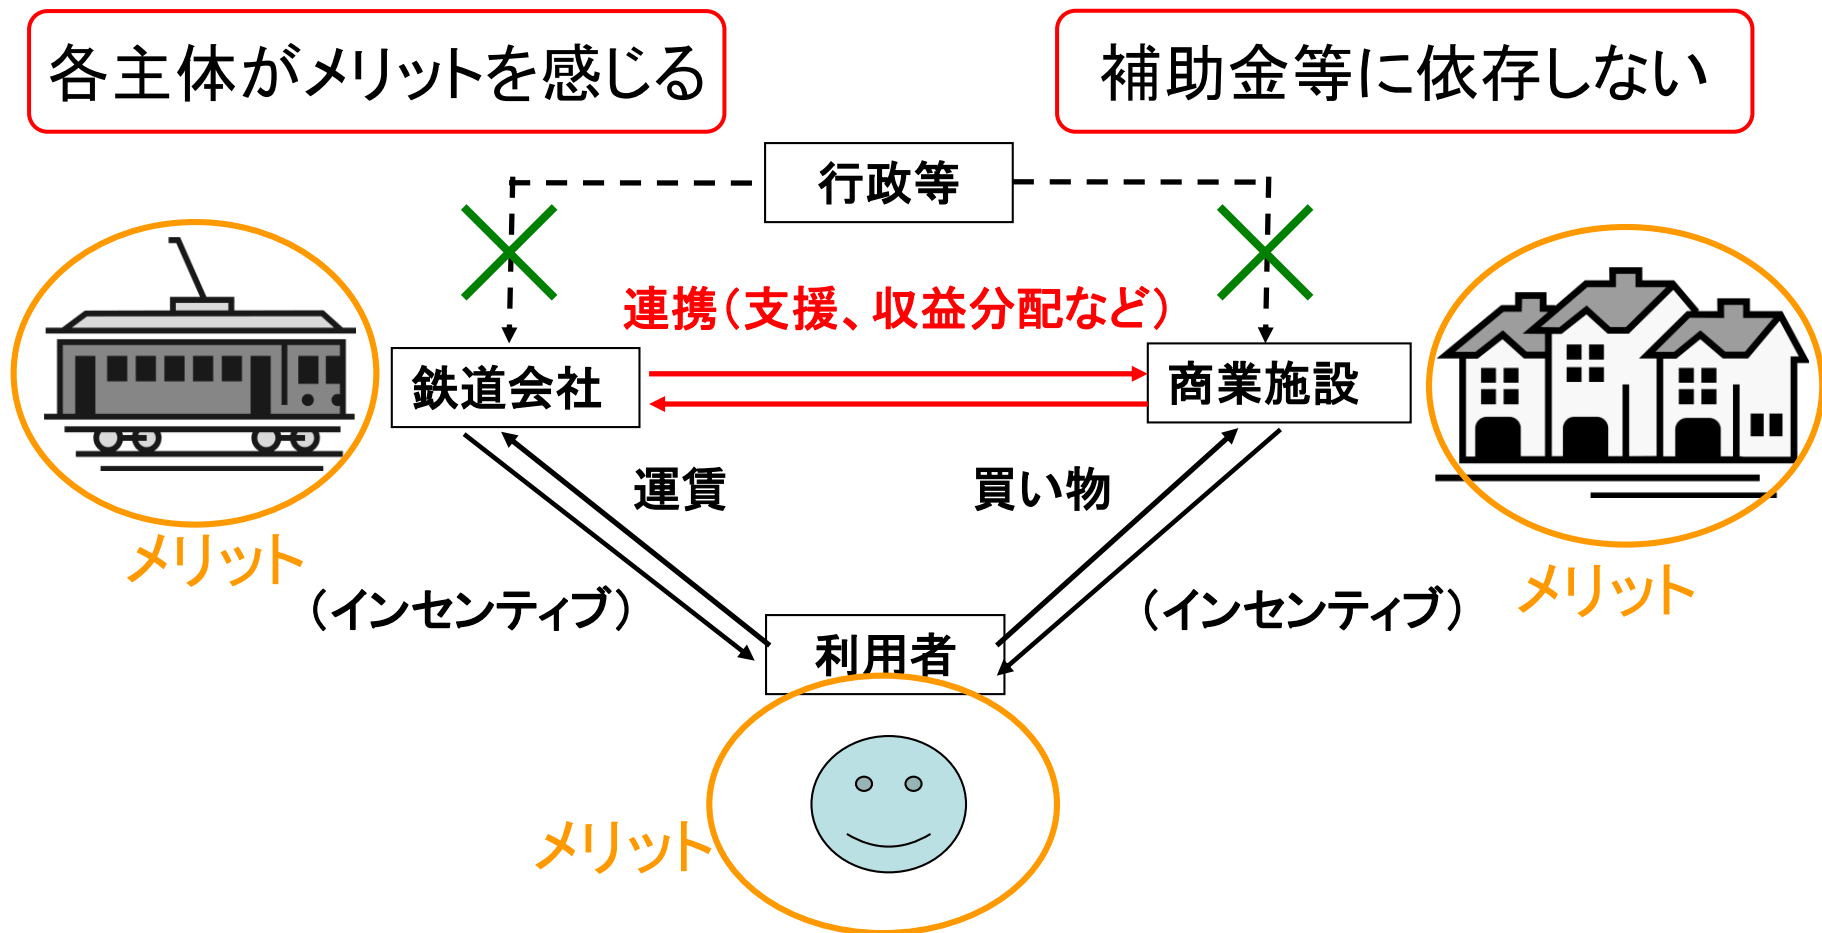 各主体がメリットを感じる
補助金等に依存しない
行政等
連携(支援、収益分配など)
鉄道会社
商業施設
運賃
買い物
メリット
メリット
(インセンティブ)
(インセンティブ)
利用者
メリット